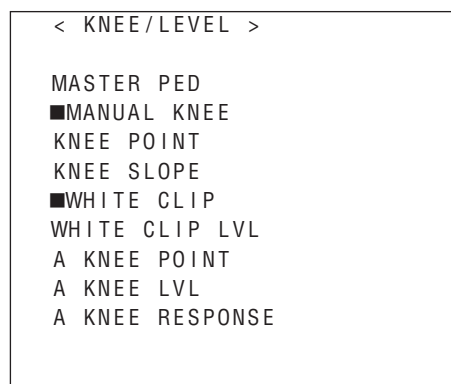 < KNEE/LEVEL >
MASTER PED
■MANUAL KNEE
KNEE POINT
KNEE SLOPE
■WHITE CLIP
WHITE CLIP LVL
A KNEE POINT
A KNEE LVL
A KNEE RESPONSE